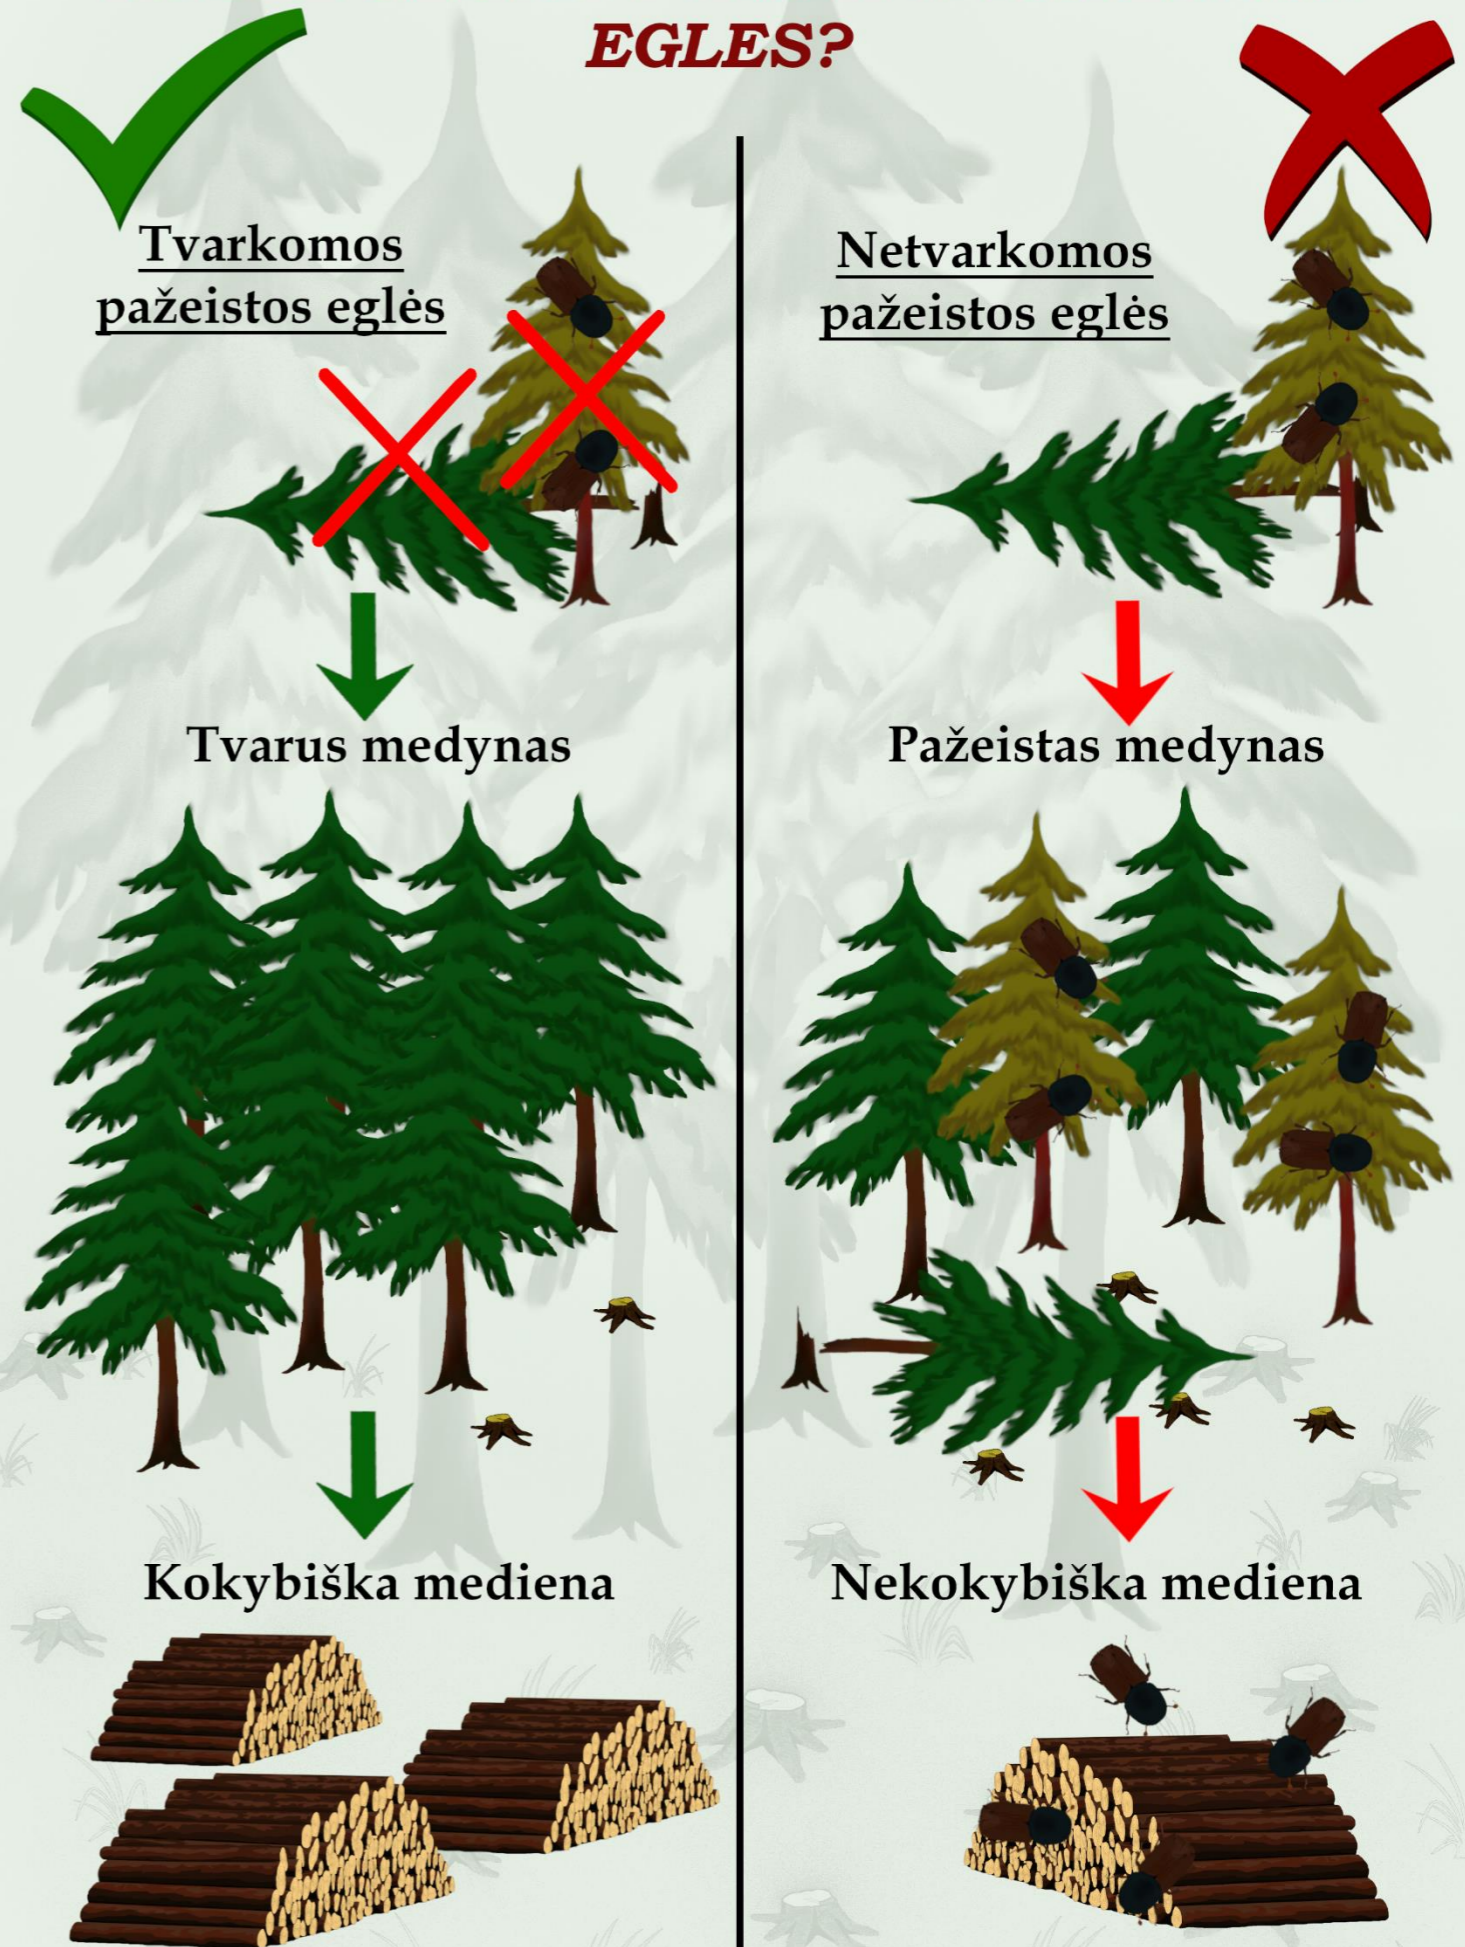 EGLES?
Tvarkomos
pažeistos eglės
Tvarus medynas
Kokybiška mediena
Netvarkomos
pažeistos eglės
Pažeistas medynas
Nekokybiška mediena